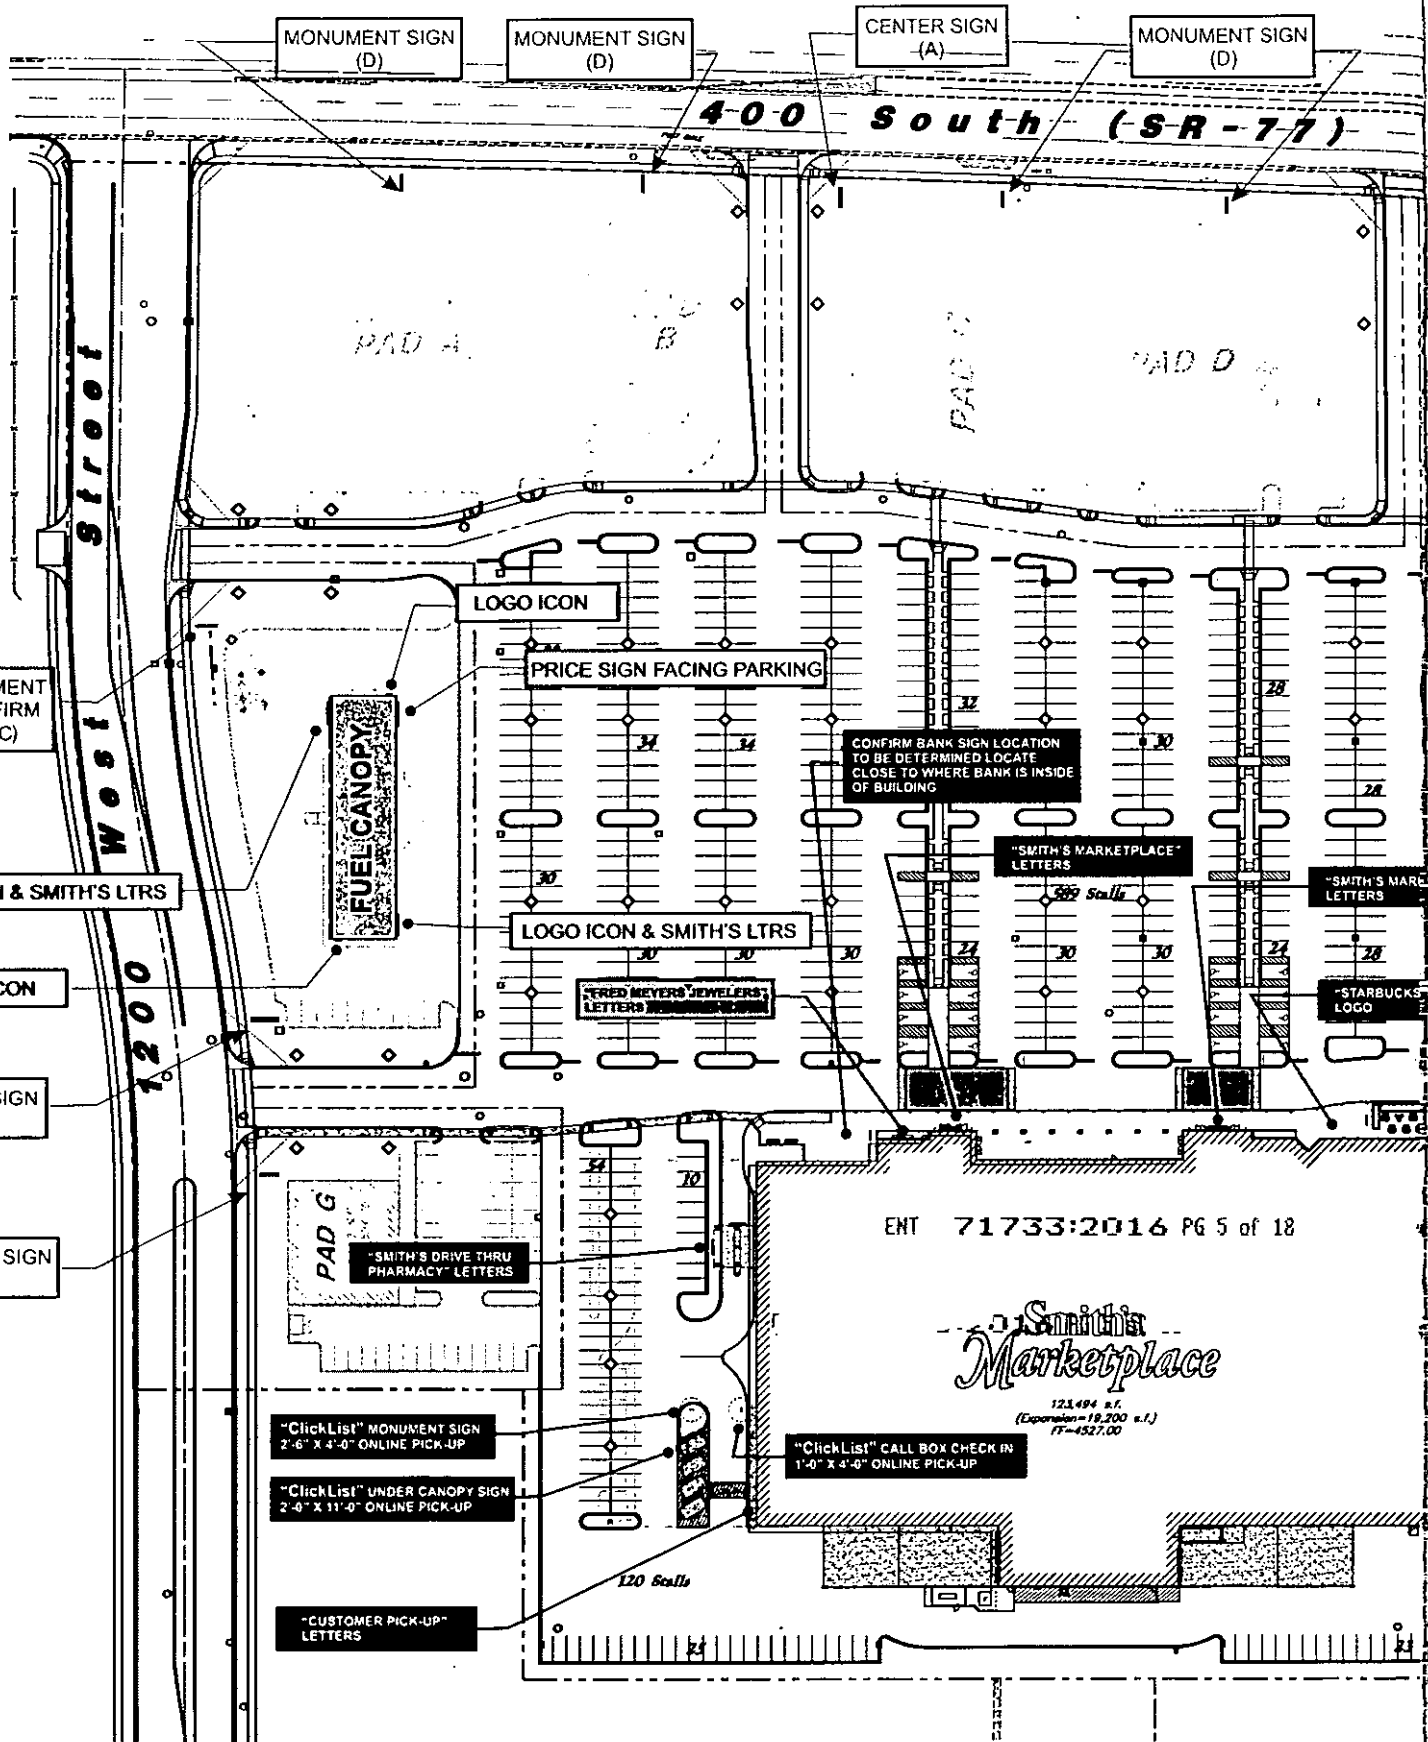 MONUMENT SIGN
(D)
MONUMENT SIGN
(D)
CENTER SIGN
(A)
MONUMENT SIGN
(D)
400 South (SR-77)
PAD A
B
PAD
PAD D
1200 West Street
LOGO ICON
PRICE SIGN FACING PARKING
FUEL CANOPY
& SMITH'S LTRS
LOGO ICON & SMITH'S LTRS
SIGN
SIGN
32
28
34
34
30
28
CONFIRM BANK SIGN LOCATION
TO BE DETERMINED LOCATE
CLOSE TO WHERE BANK IS INSIDE
OF BUILDING
"SMITH'S MARKETPLACE"
LETTERS
589 Stalls
"SMITH'S
LETTERS
30
30
30
30
24
30
30
24
28
"FRED MEYERS JEWELERS"
LETTERS
"STARBUCKS
LOGO
54
10
PAD G
"SMITH'S DRIVE THRU
PHARMACY" LETTERS
ENT 71733:2016 PG 5 of 18
Smith's
Marketplace
123,494 s.f.
(Expansion=19,200 s.f.)
FF=4527.00
"ClickList" MONUMENT SIGN
2'-6" X 4'-0" ONLINE PICK-UP
"ClickList" CALL BOX CHECK IN
1'-0" X 4'-0" ONLINE PICK-UP
"ClickList" UNDER CANOPY SIGN
2'-0" X 11'-0" ONLINE PICK-UP
120 Stalls
"CUSTOMER PICK-UP"
LETTERS
25